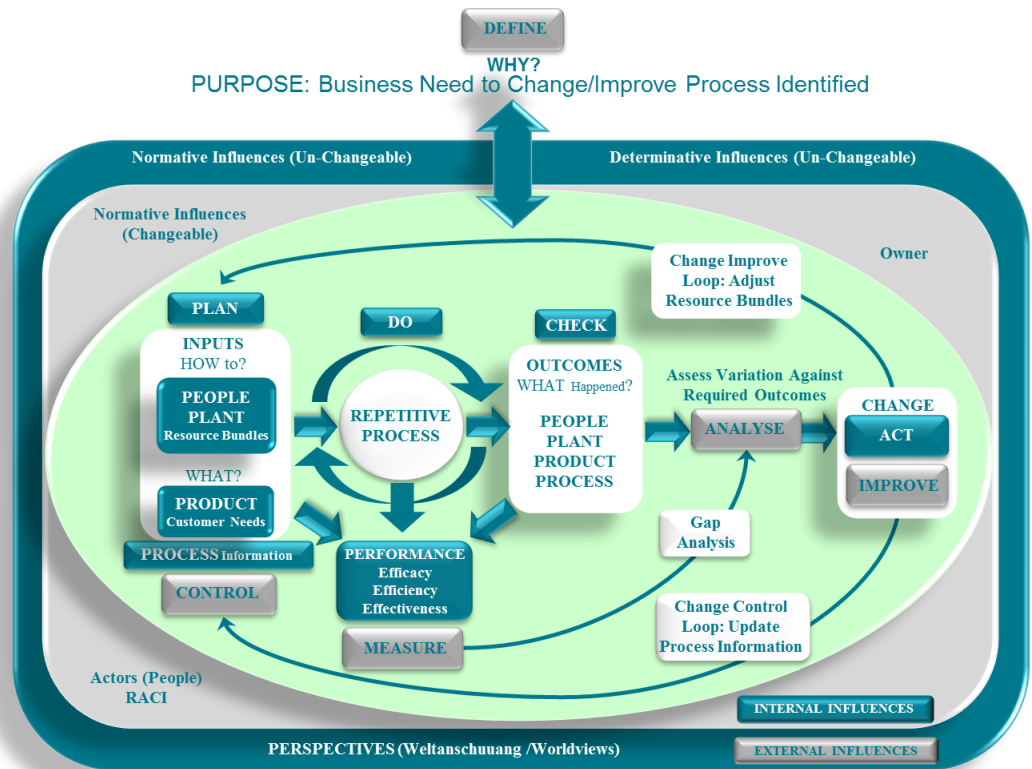 DEFINE
WHY?
PURPOSE: Business Need to Change/Improve Process Identified
Normative Influences (Un-Changeable)
Determinative Influences (Un-Changeable)
Normative Influences
(Changeable)
Owner
Change Improve
Loop: Adjust
Resource Bundles
PLAN
DO
CHECK
INPUTS
HOW to?
PEOPLE
PLANT
Resource Bundles
WHAT?
PRODUCT
Customer Needs
PROCESS Information
CONTROL
REPETITIVE
PROCESS
OUTCOMES
WHAT Happened?
PEOPLE
PLANT
PRODUCT
PROCESS
Assess Variation Against
Required Outcomes
ANALYSE
CHANGE
ACT
IMPROVE
PERFORMANCE
Efficacy
Efficiency
Effectiveness
MEASURE
Gap
Analysis
Change Control
Loop: Update
Process Information
Actors (People)
RACI
INTERNAL INFLUENCES
PERSPECTIVES (Weltanschuuang /Worldviews)
EXTERNAL INFLUENCES